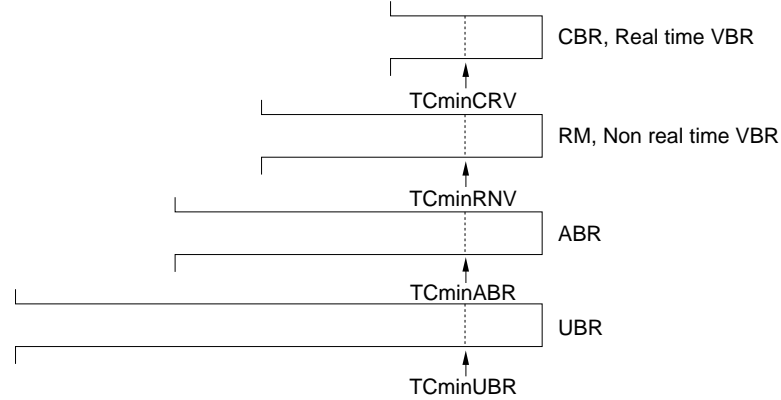 CBR, Real time VBR
TCminCRV
RM, Non real time VBR
TCminRNV
ABR
TCminABR
UBR
TCminUBR